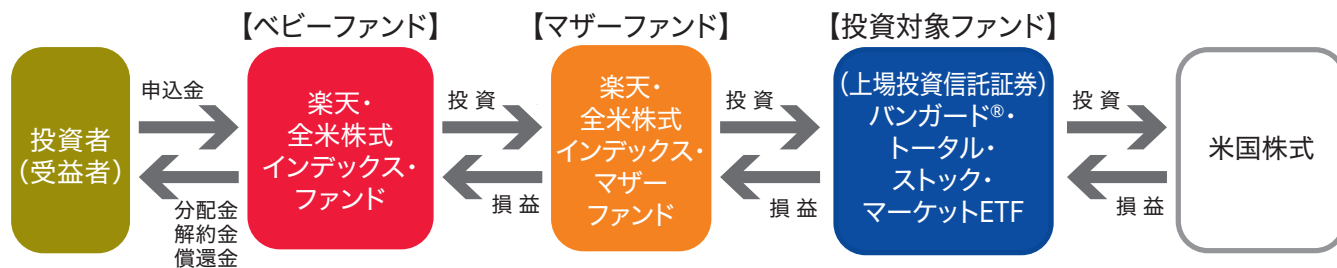 【ベビーファンド】
【マザーファンド】
【投資対象ファンド】
投資者
(受益者)
申込金
分配金
解約金
償還金
楽天・
全米株式
インデックス・
ファンド
投 資
損 益
楽天・
全米株式
インデックス・
マザー
ファンド
投 資
損 益
(上場投資信託証券)
バンガード®・
トータル・
ストック・
マーケットETF
投 資
損 益
米国株式